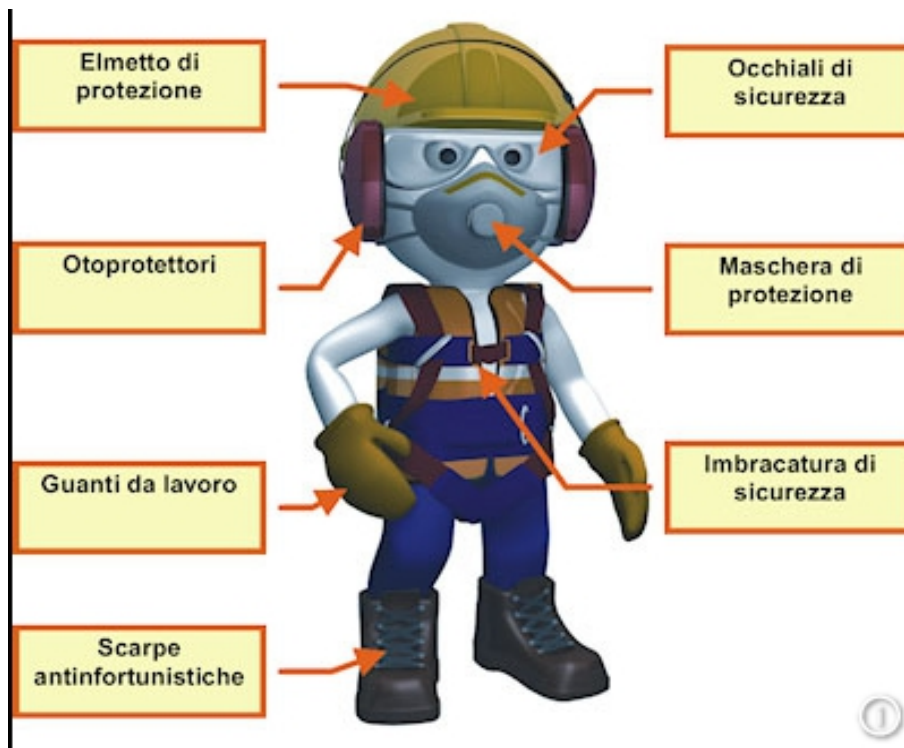 Elmetto di
protezione
Occhiali di
sicurezza
Otoprotettori
Maschera di
protezione
Guanti da lavoro
Imbracatura di
sicurezza
Scarpe
antinfortunistiche